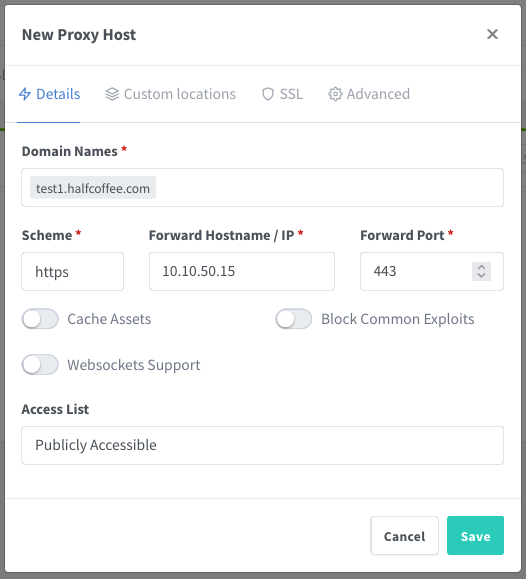 New Proxy Host
Details Custom locations SSL Advanced
Domain Names *
test1.halfcoffee.com
Scheme * Forward Hostname / IP * Forward Port *
https 10.10.50.15 443
Cache Assets Block Common Exploits
Websockets Support
Access List
Publicly Accessible
Cancel Save